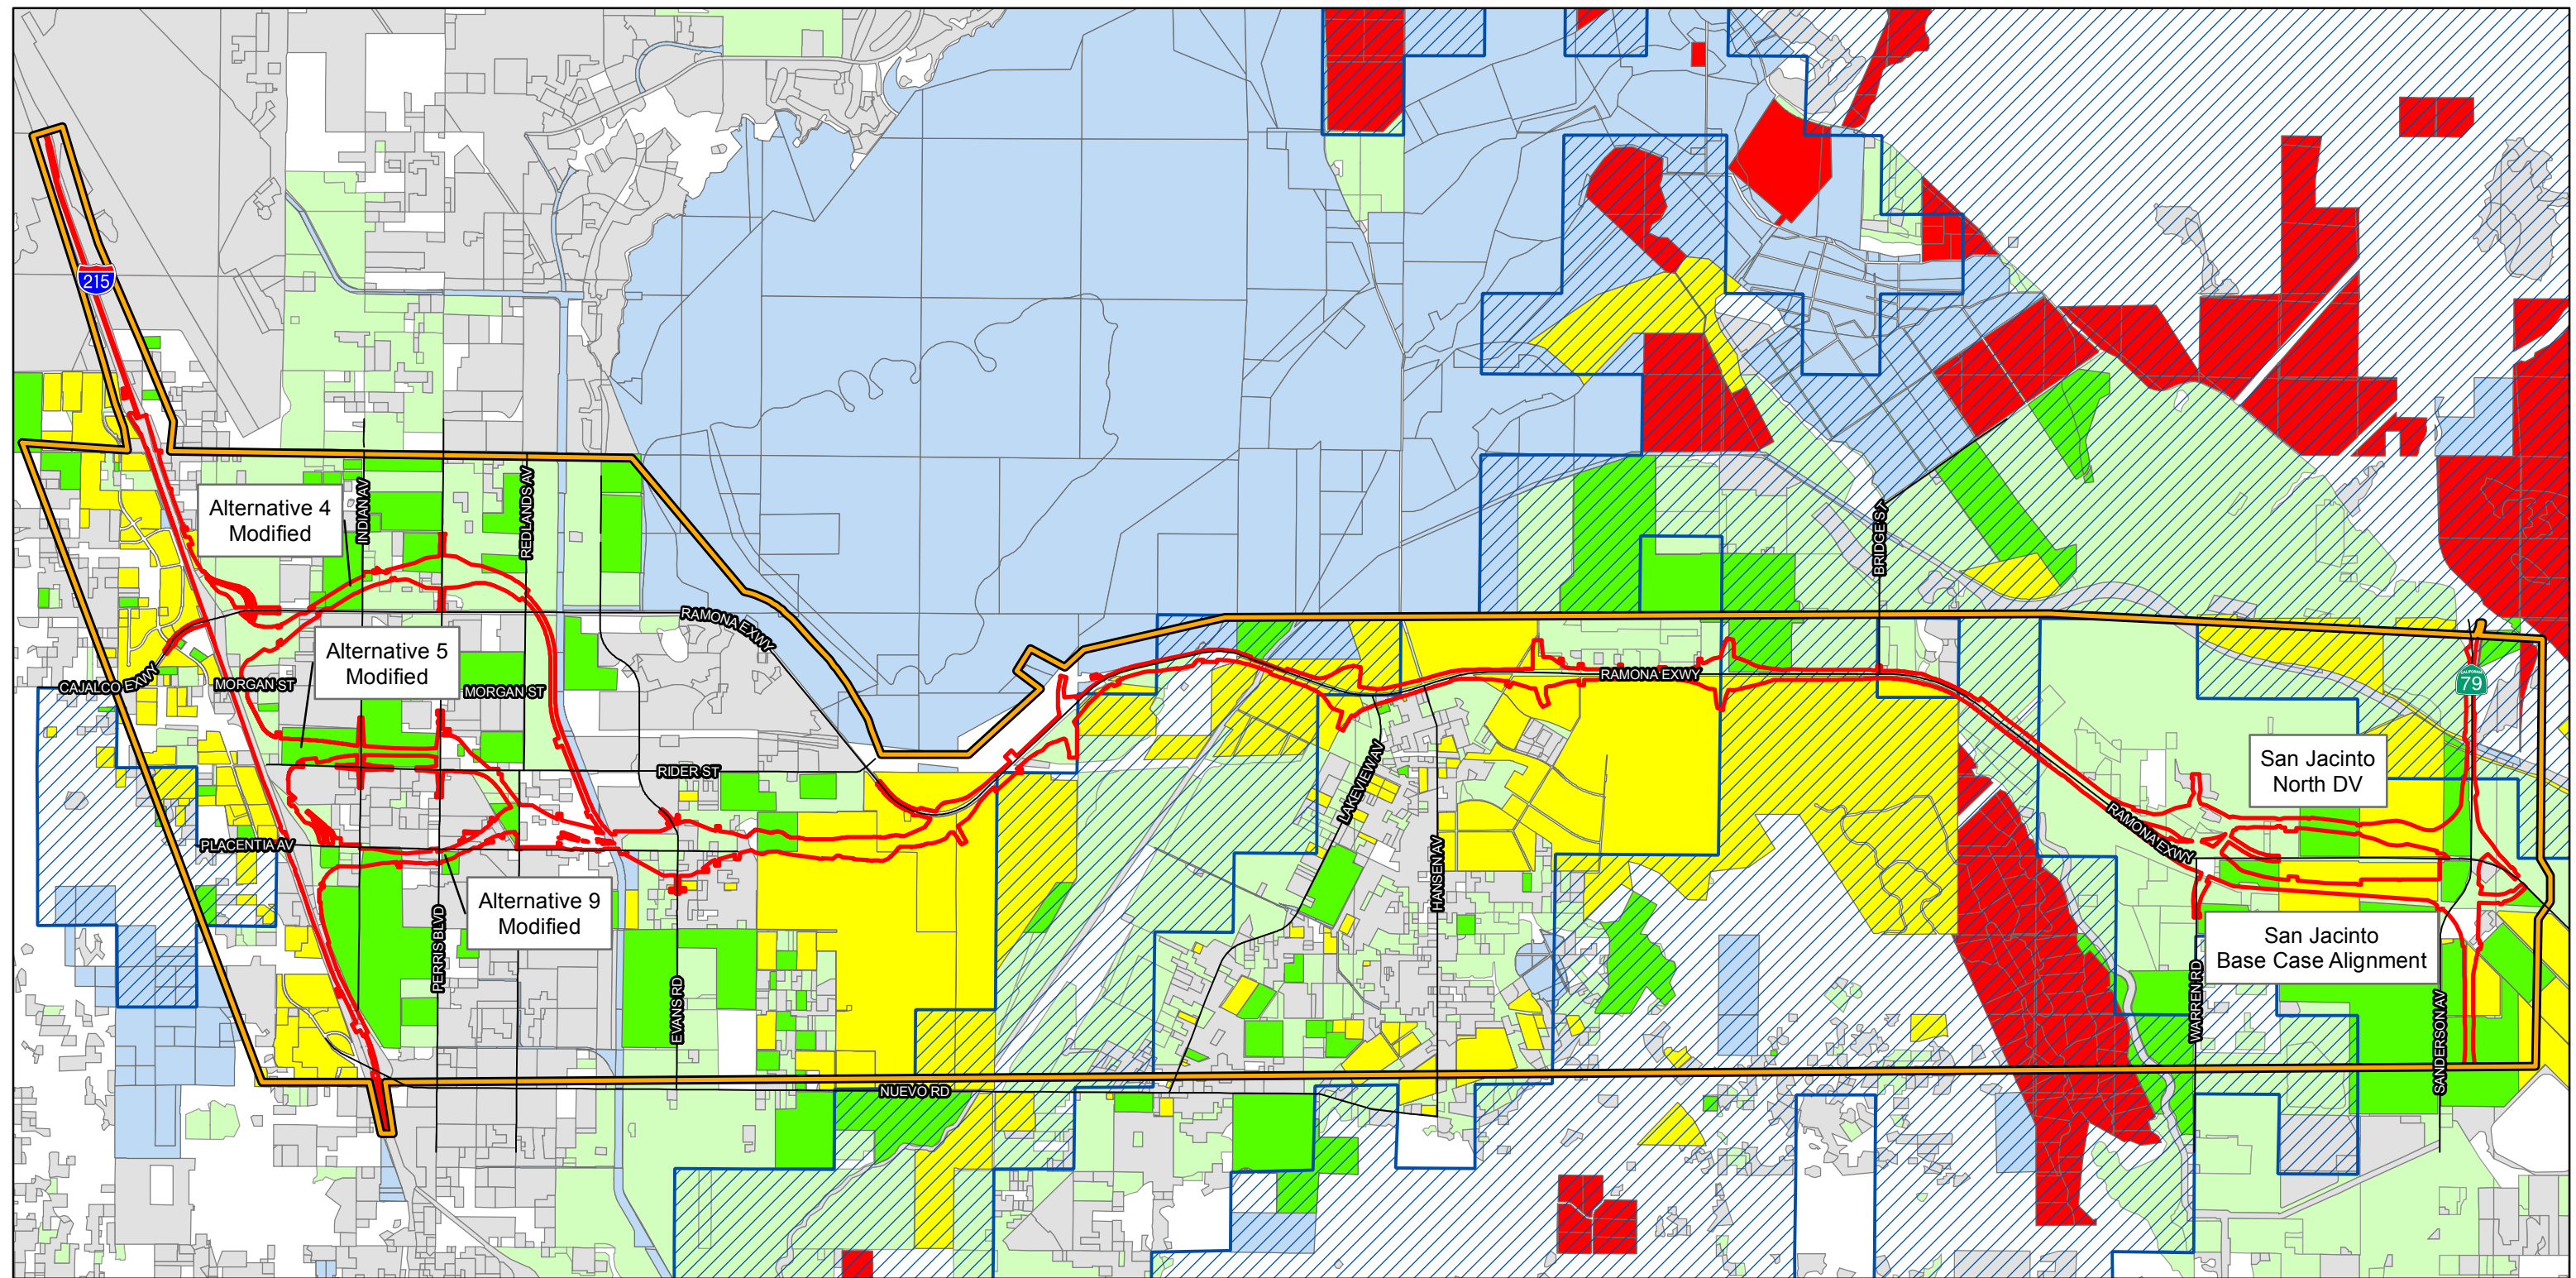 215
Alternative 4
Modified
INDIAN AV
REDLANDS AV
BRIDGE ST
RAMONA EXWY
Alternative 5
Modified
CAJALCO EXWY
MORGAN ST
MORGAN ST
RAMONA EXWY
79
San Jacinto
North DV
RIDER ST
LAKEVIEW AV
RAMONA EXWY
PLACENTIA AV
HANSEN AV
Alternative 9
Modified
PERRIS BLVD
EVANS RD
San Jacinto
Base Case Alignment
WARREN RD
SANDERSON AV
NUEVO RD